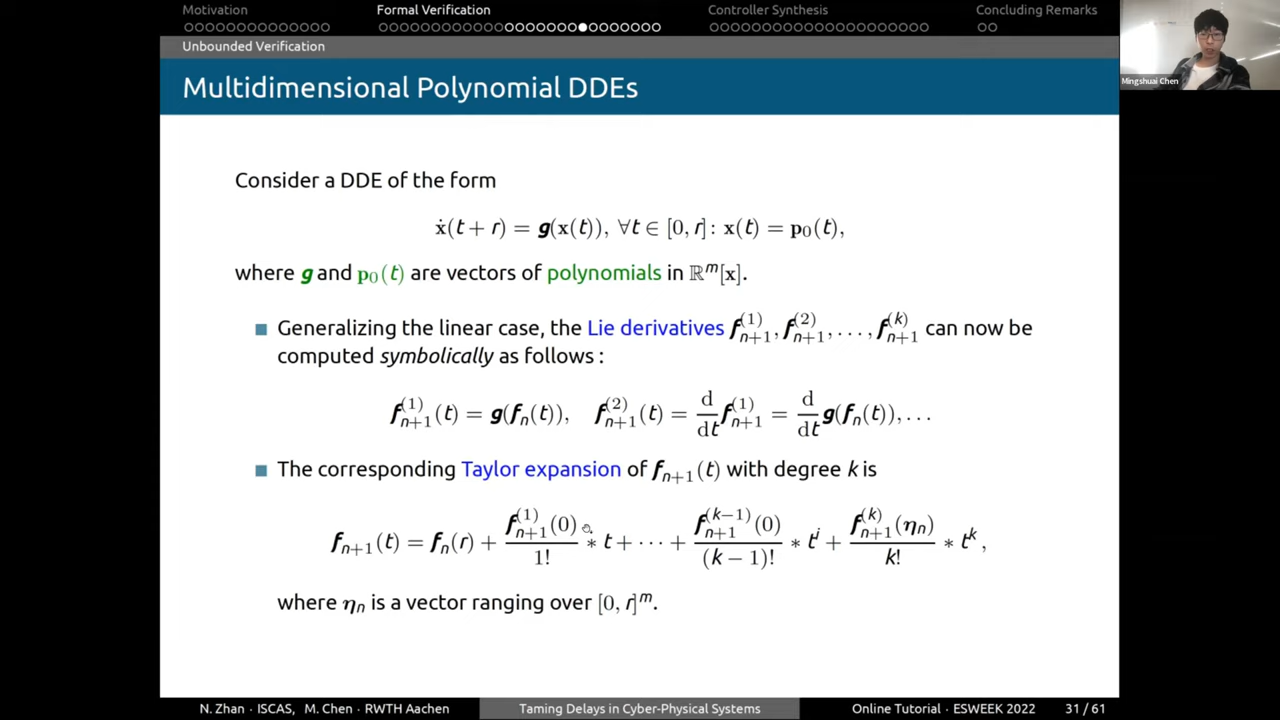 Motivation
Formal Verification
Controller Synthesis
Concluding Remarks
Unbounded Verification
Multidimensional Polynomial DDEs
Mingshuai Chen
Consider a DDE of the form
ẋ(t + r) = g(x(t)), ∀t ∈ [0, r]: x(t) = p₀(t),
where g and p₀(t) are vectors of polynomials in ℝᵐ[x].
Generalizing the linear case, the Lie derivatives f_{n+1}^{(1)}, f_{n+1}^{(2)}, . . . , f_{n+1}^{(k)} can now be
computed symbolically as follows :
f_{n+1}^{(1)}(t) = g(f_n(t)), f_{n+1}^{(2)}(t) = d/dt f_{n+1}^{(1)} = d/dt g(f_n(t)), . . .
The corresponding Taylor expansion of f_{n+1}(t) with degree k is
f_{n+1}(t) = f_n(r) + f_{n+1}^{(1)}(0)/1! * t + · · · + f_{n+1}^{(k−1)}(0)/(k − 1)! * t^i + f_{n+1}^{(k)}(η_n)/k! * t^k ,
where η_n is a vector ranging over [0, r]^m.
N. Zhan · ISCAS, M. Chen · RWTH Aachen
Taming Delays in Cyber-Physical Systems
Online Tutorial · ESWEEK 2022
31 / 61